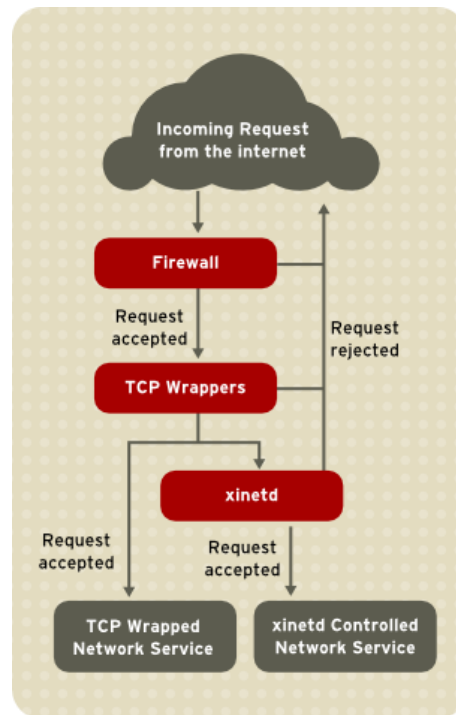 Incoming Request
from the internet
Firewall
Request
accepted
Request
rejected
TCP Wrappers
xinetd
Request
accepted
Request
accepted
TCP Wrapped
Network Service
xinetd Controlled
Network Service